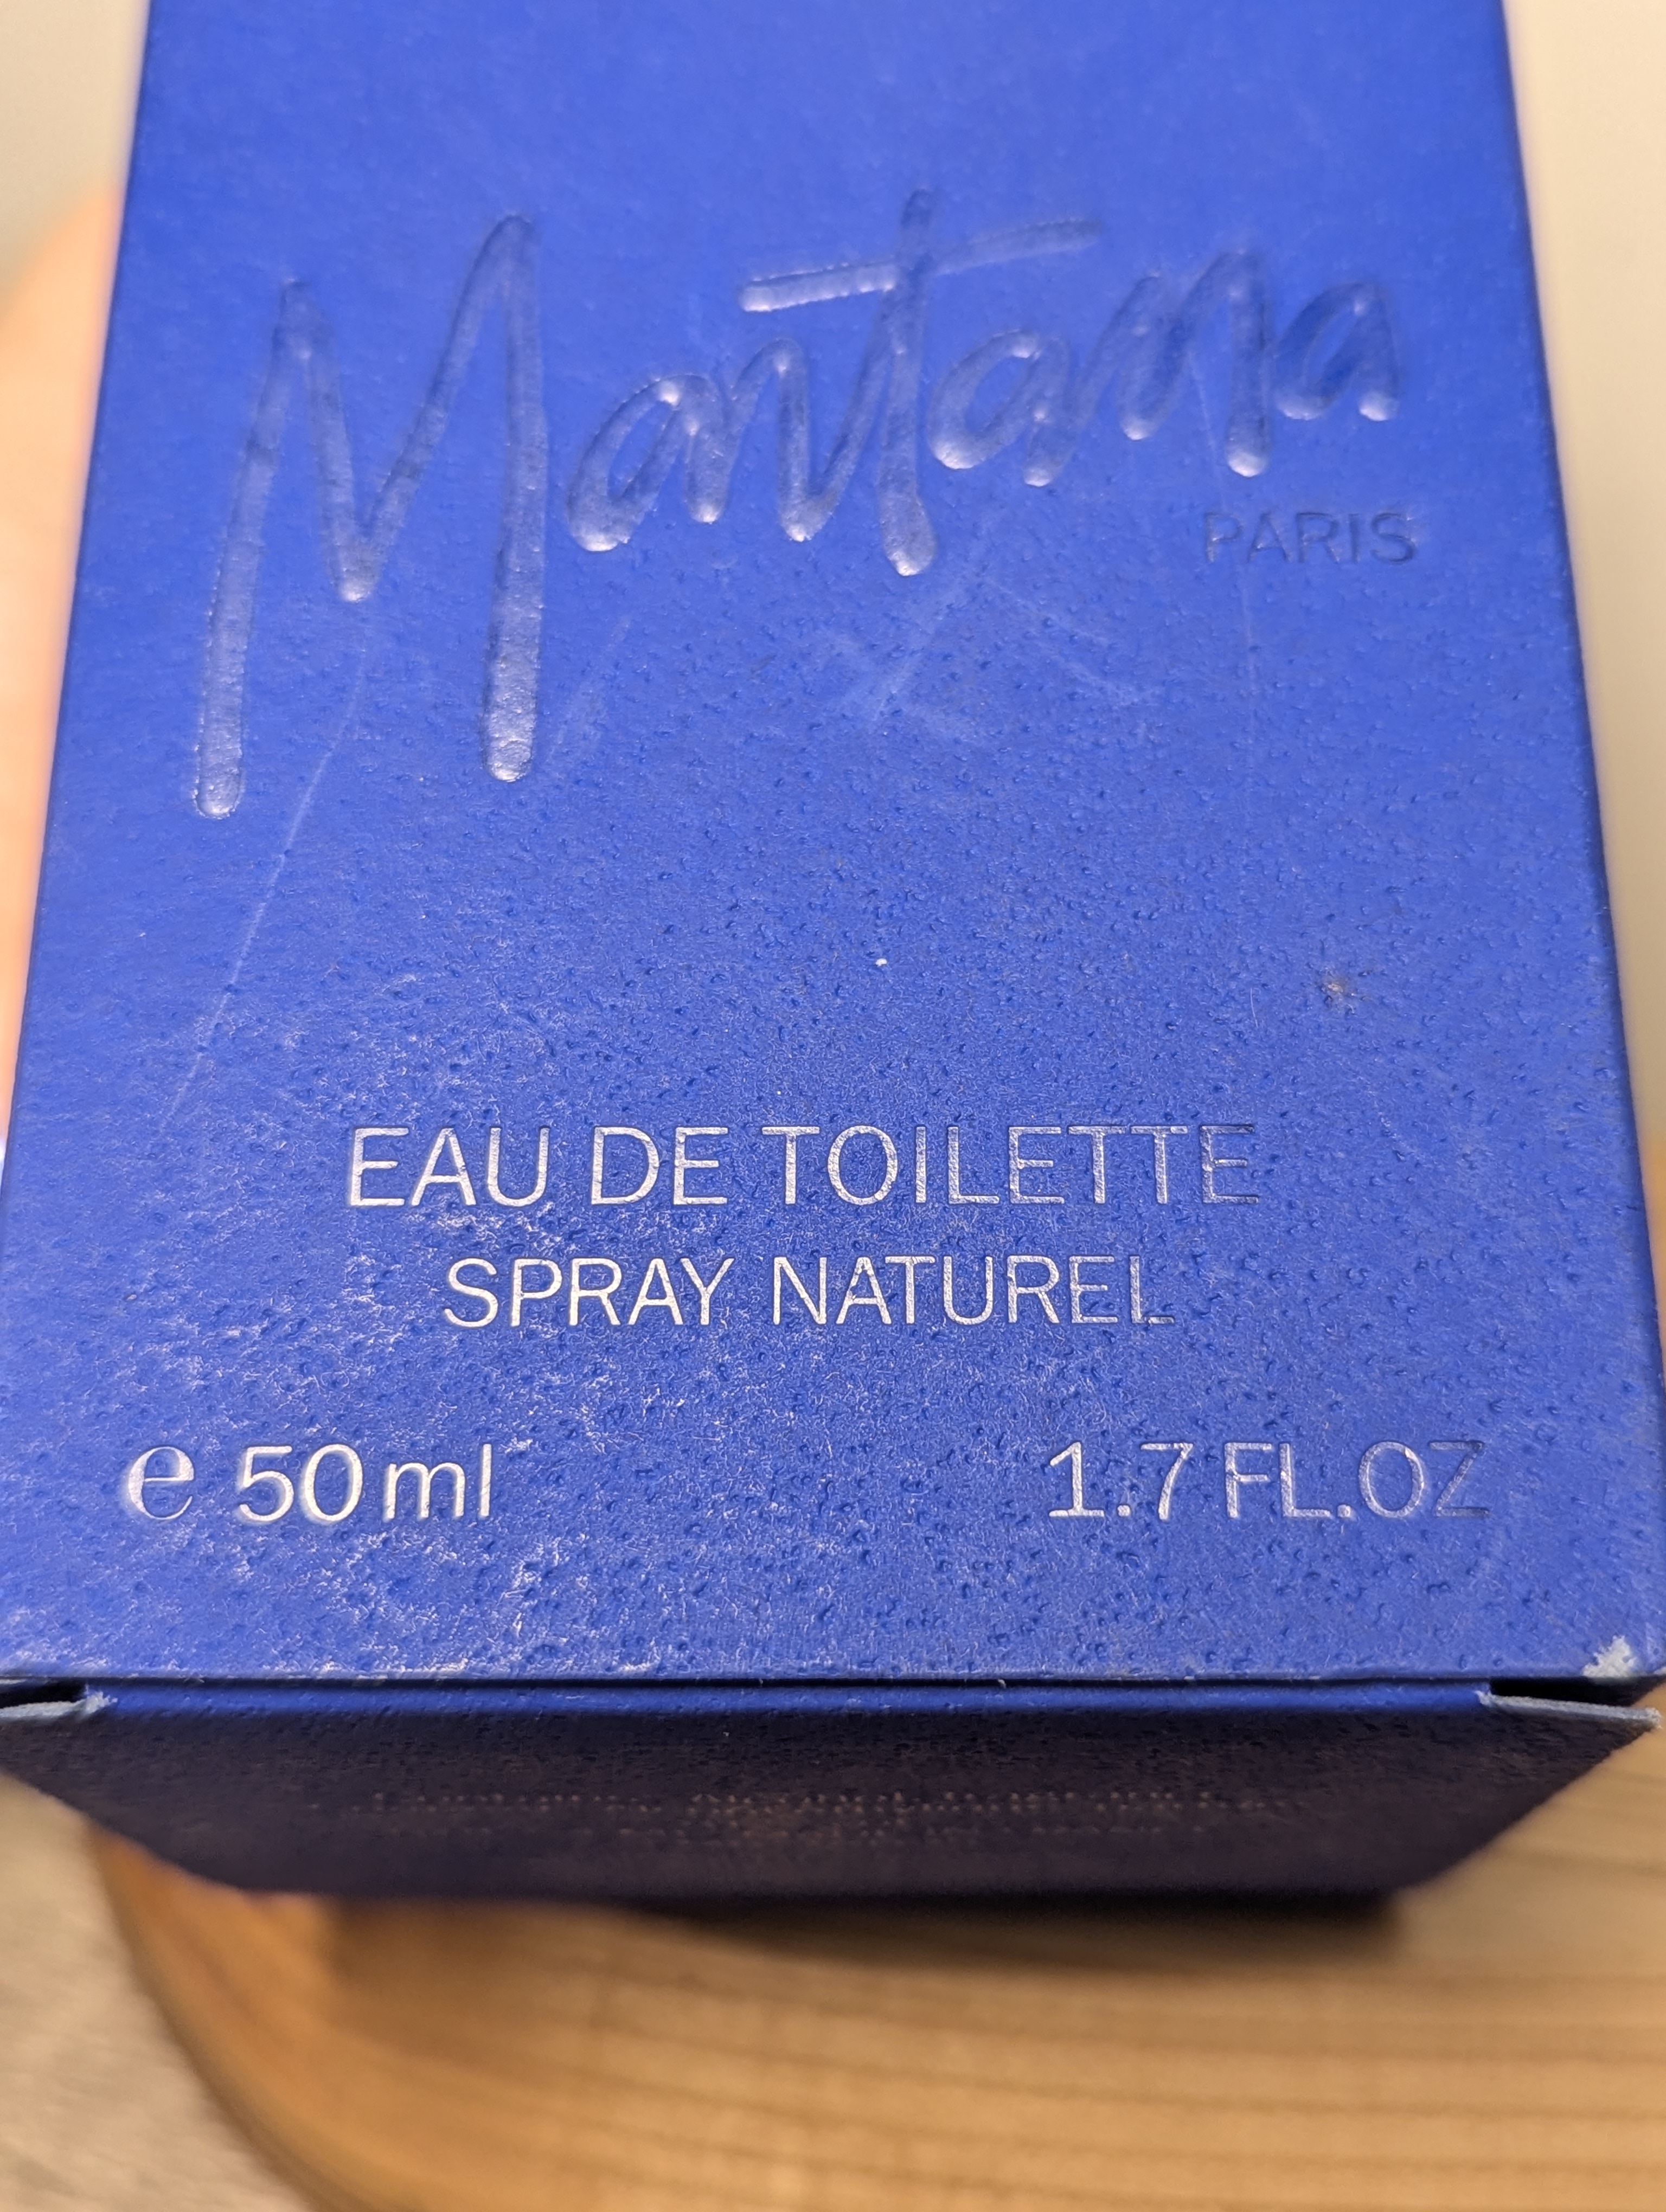 Montana
PARIS
EAU DE TOILETTE
SPRAY NATUREL
e 50ml
1.7 FL.OZ